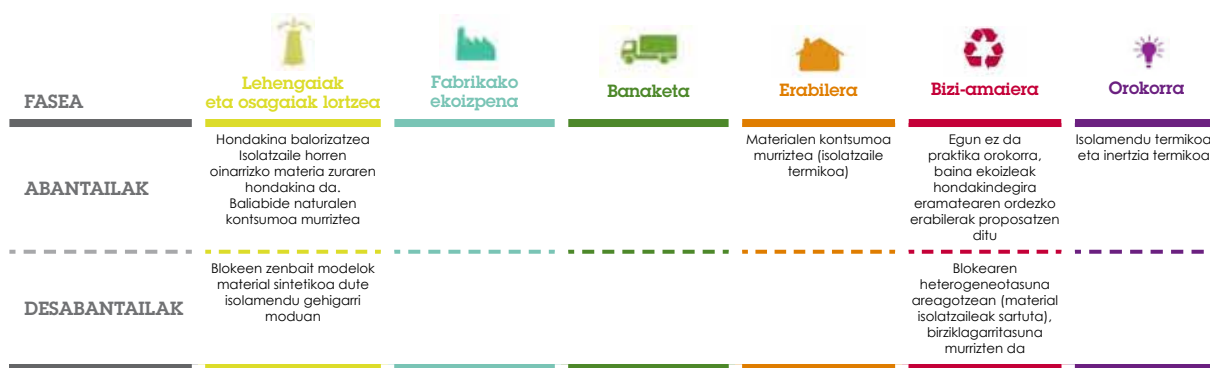 FASEA
Lehengaiak
eta osagaiak lortzea
Fabrikako
ekoizpena
Banaketa
Erabilera
Bizi-amaiera
Orokorra
ABANTAILAK
Hondakina balorizatzea
Isolatzaile horren
oinarrizko materia zuraren
hondakina da.
Baliabide naturalen
kontsumoa murriztea
Materialen kontsumoa
murriztea (isolatzaile
termikoa)
Egun ez da
praktika orokorra,
baina ekoizleak
hondakindegira
eramatearen ordezko
erabilerak proposatzen
ditu
Isolamendu termikoa
eta inertzia termikoa
DESABANTAILAK
Blokeen zenbait modelok
material sintetikoa dute
isolamendu gehigarri
moduan
Blokearen
heterogeneotasuna
areagotzean (material
isolatzaileak sartuta),
birziklagarritasuna
murrizten da